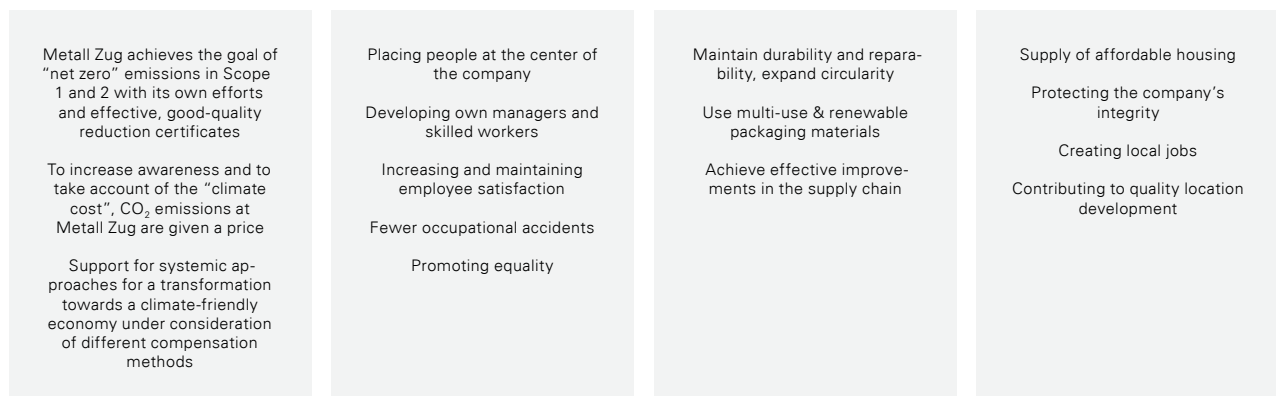 Metall Zug achieves the goal of
“net zero” emissions in Scope
1 and 2 with its own efforts
and effective, good-quality
reduction certificates
To increase awareness and to
take account of the “climate
cost”, CO₂ emissions at
Metall Zug are given a price
Support for systemic ap-
proaches for a transformation
towards a climate-friendly
economy under consideration
of different compensation
methods
Placing people at the center of
the company
Developing own managers and
skilled workers
Increasing and maintaining
employee satisfaction
Fewer occupational accidents
Promoting equality
Maintain durability and repara-
bility, expand circularity
Use multi-use & renewable
packaging materials
Achieve effective improve-
ments in the supply chain
Supply of affordable housing
Protecting the company’s
integrity
Creating local jobs
Contributing to quality location
development